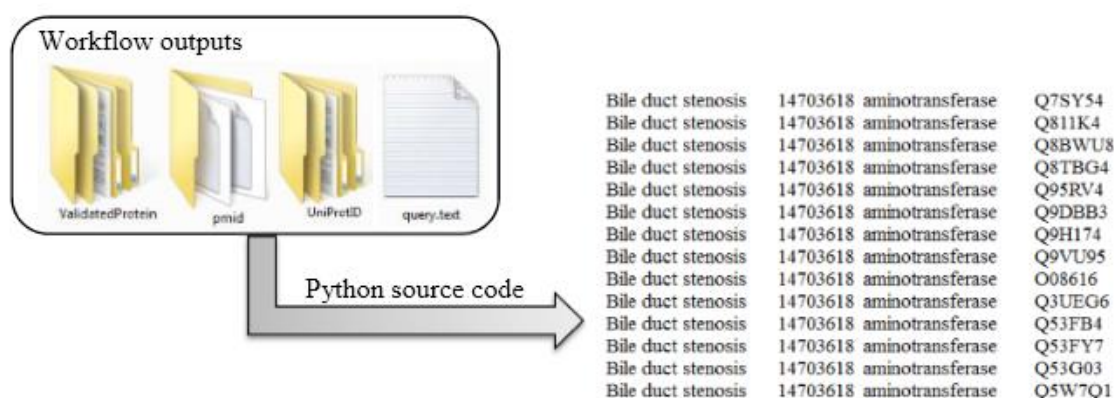 Workflow outputs
ValidatedProtein
pmid
UniProtID
query.text
Python source code
Bile duct stenosis 14703618 aminotransferase Q7SY54
Bile duct stenosis 14703618 aminotransferase Q811K4
Bile duct stenosis 14703618 aminotransferase Q8BWU8
Bile duct stenosis 14703618 aminotransferase Q8TBG4
Bile duct stenosis 14703618 aminotransferase Q95RV4
Bile duct stenosis 14703618 aminotransferase Q9DBB3
Bile duct stenosis 14703618 aminotransferase Q9H174
Bile duct stenosis 14703618 aminotransferase Q9VU95
Bile duct stenosis 14703618 aminotransferase O08616
Bile duct stenosis 14703618 aminotransferase Q3UEG6
Bile duct stenosis 14703618 aminotransferase Q53FB4
Bile duct stenosis 14703618 aminotransferase Q53FY7
Bile duct stenosis 14703618 aminotransferase Q53G03
Bile duct stenosis 14703618 aminotransferase Q5W7Q1